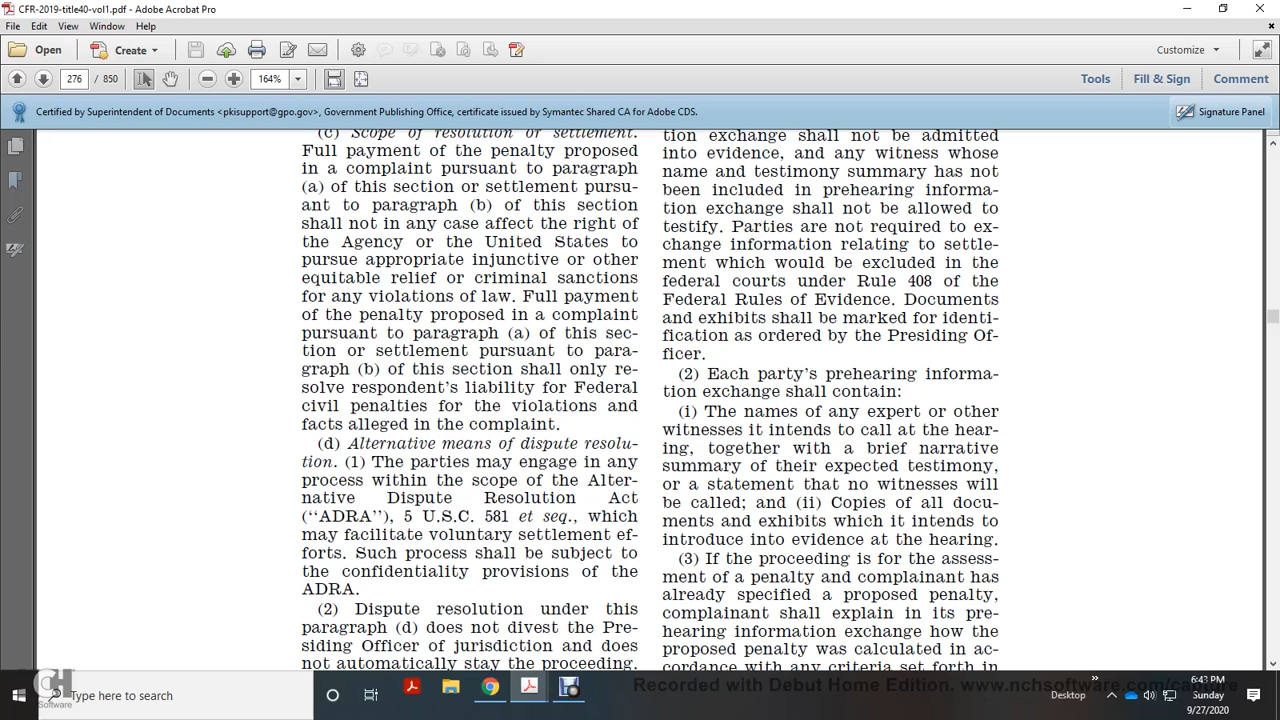 CFR-2019-title40-vol1.pdf - Adobe Acrobat Pro
File Edit View Window Help
Open Create Customize
276 / 850 164% Tools Fill & Sign Comment
Certified by Superintendent of Documents <pkisupport@gpo.gov>, Government Publishing Office, certificate issued by Symantec Shared CA for Adobe CDS. Signature Panel
(c) Scope of resolution or settlement.
Full payment of the penalty proposed
in a complaint pursuant to paragraph
(a) of this section or settlement pursu-
ant to paragraph (b) of this section
shall not in any case affect the right of
the Agency or the United States to
pursue appropriate injunctive or other
equitable relief or criminal sanctions
for any violations of law. Full payment
of the penalty proposed in a complaint
pursuant to paragraph (a) of this sec-
tion or settlement pursuant to para-
graph (b) of this section shall only re-
solve respondent's liability for Federal
civil penalties for the violations and
facts alleged in the complaint.
(d) Alternative means of dispute resolu-
tion. (1) The parties may engage in any
process within the scope of the Alter-
native Dispute Resolution Act
(‘‘ADRA’’), 5 U.S.C. 581 et seq., which
may facilitate voluntary settlement ef-
forts. Such process shall be subject to
the confidentiality provisions of the
ADRA.
(2) Dispute resolution under this
paragraph (d) does not divest the Pre-
siding Officer of jurisdiction and does
not automatically stay the proceeding.
tion exchange shall not be admitted
into evidence, and any witness whose
name and testimony summary has not
been included in prehearing informa-
tion exchange shall not be allowed to
testify. Parties are not required to ex-
change information relating to settle-
ment which would be excluded in the
federal courts under Rule 408 of the
Federal Rules of Evidence. Documents
and exhibits shall be marked for identi-
fication as ordered by the Presiding Of-
ficer.
(2) Each party's prehearing informa-
tion exchange shall contain:
(i) The names of any expert or other
witnesses it intends to call at the hear-
ing, together with a brief narrative
summary of their expected testimony,
or a statement that no witnesses will
be called; and (ii) Copies of all docu-
ments and exhibits which it intends to
introduce into evidence at the hearing.
(3) If the proceeding is for the assess-
ment of a penalty and complainant has
already specified a proposed penalty,
complainant shall explain in its pre-
hearing information exchange how the
proposed penalty was calculated in ac-
cordance with any criteria set forth in
Recorded with Debut Home Edition. www.nchsoftware.com/capture
NCH
Software
Type here to search
Desktop
6:43 PM
Sunday
9/27/2020